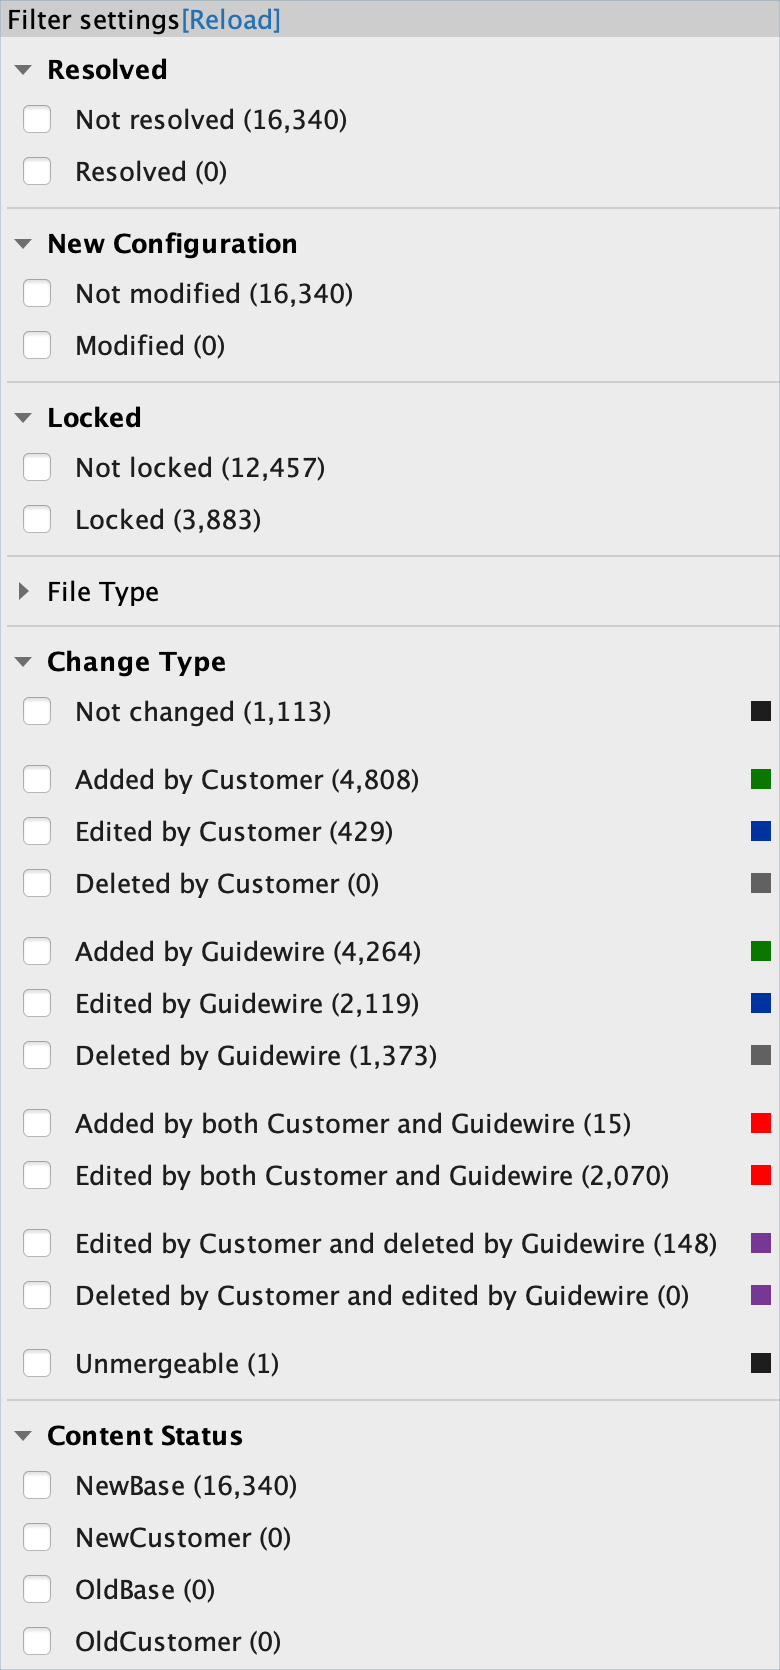 Filter settings[Reload]
Resolved
Not resolved (16,340)
Resolved (0)
New Configuration
Not modified (16,340)
Modified (0)
Locked
Not locked (12,457)
Locked (3,883)
File Type
Change Type
Not changed (1,113)
Added by Customer (4,808)
Edited by Customer (429)
Deleted by Customer (0)
Added by Guidewire (4,264)
Edited by Guidewire (2,119)
Deleted by Guidewire (1,373)
Added by both Customer and Guidewire (15)
Edited by both Customer and Guidewire (2,070)
Edited by Customer and deleted by Guidewire (148)
Deleted by Customer and edited by Guidewire (0)
Unmergeable (1)
Content Status
NewBase (16,340)
NewCustomer (0)
OldBase (0)
OldCustomer (0)